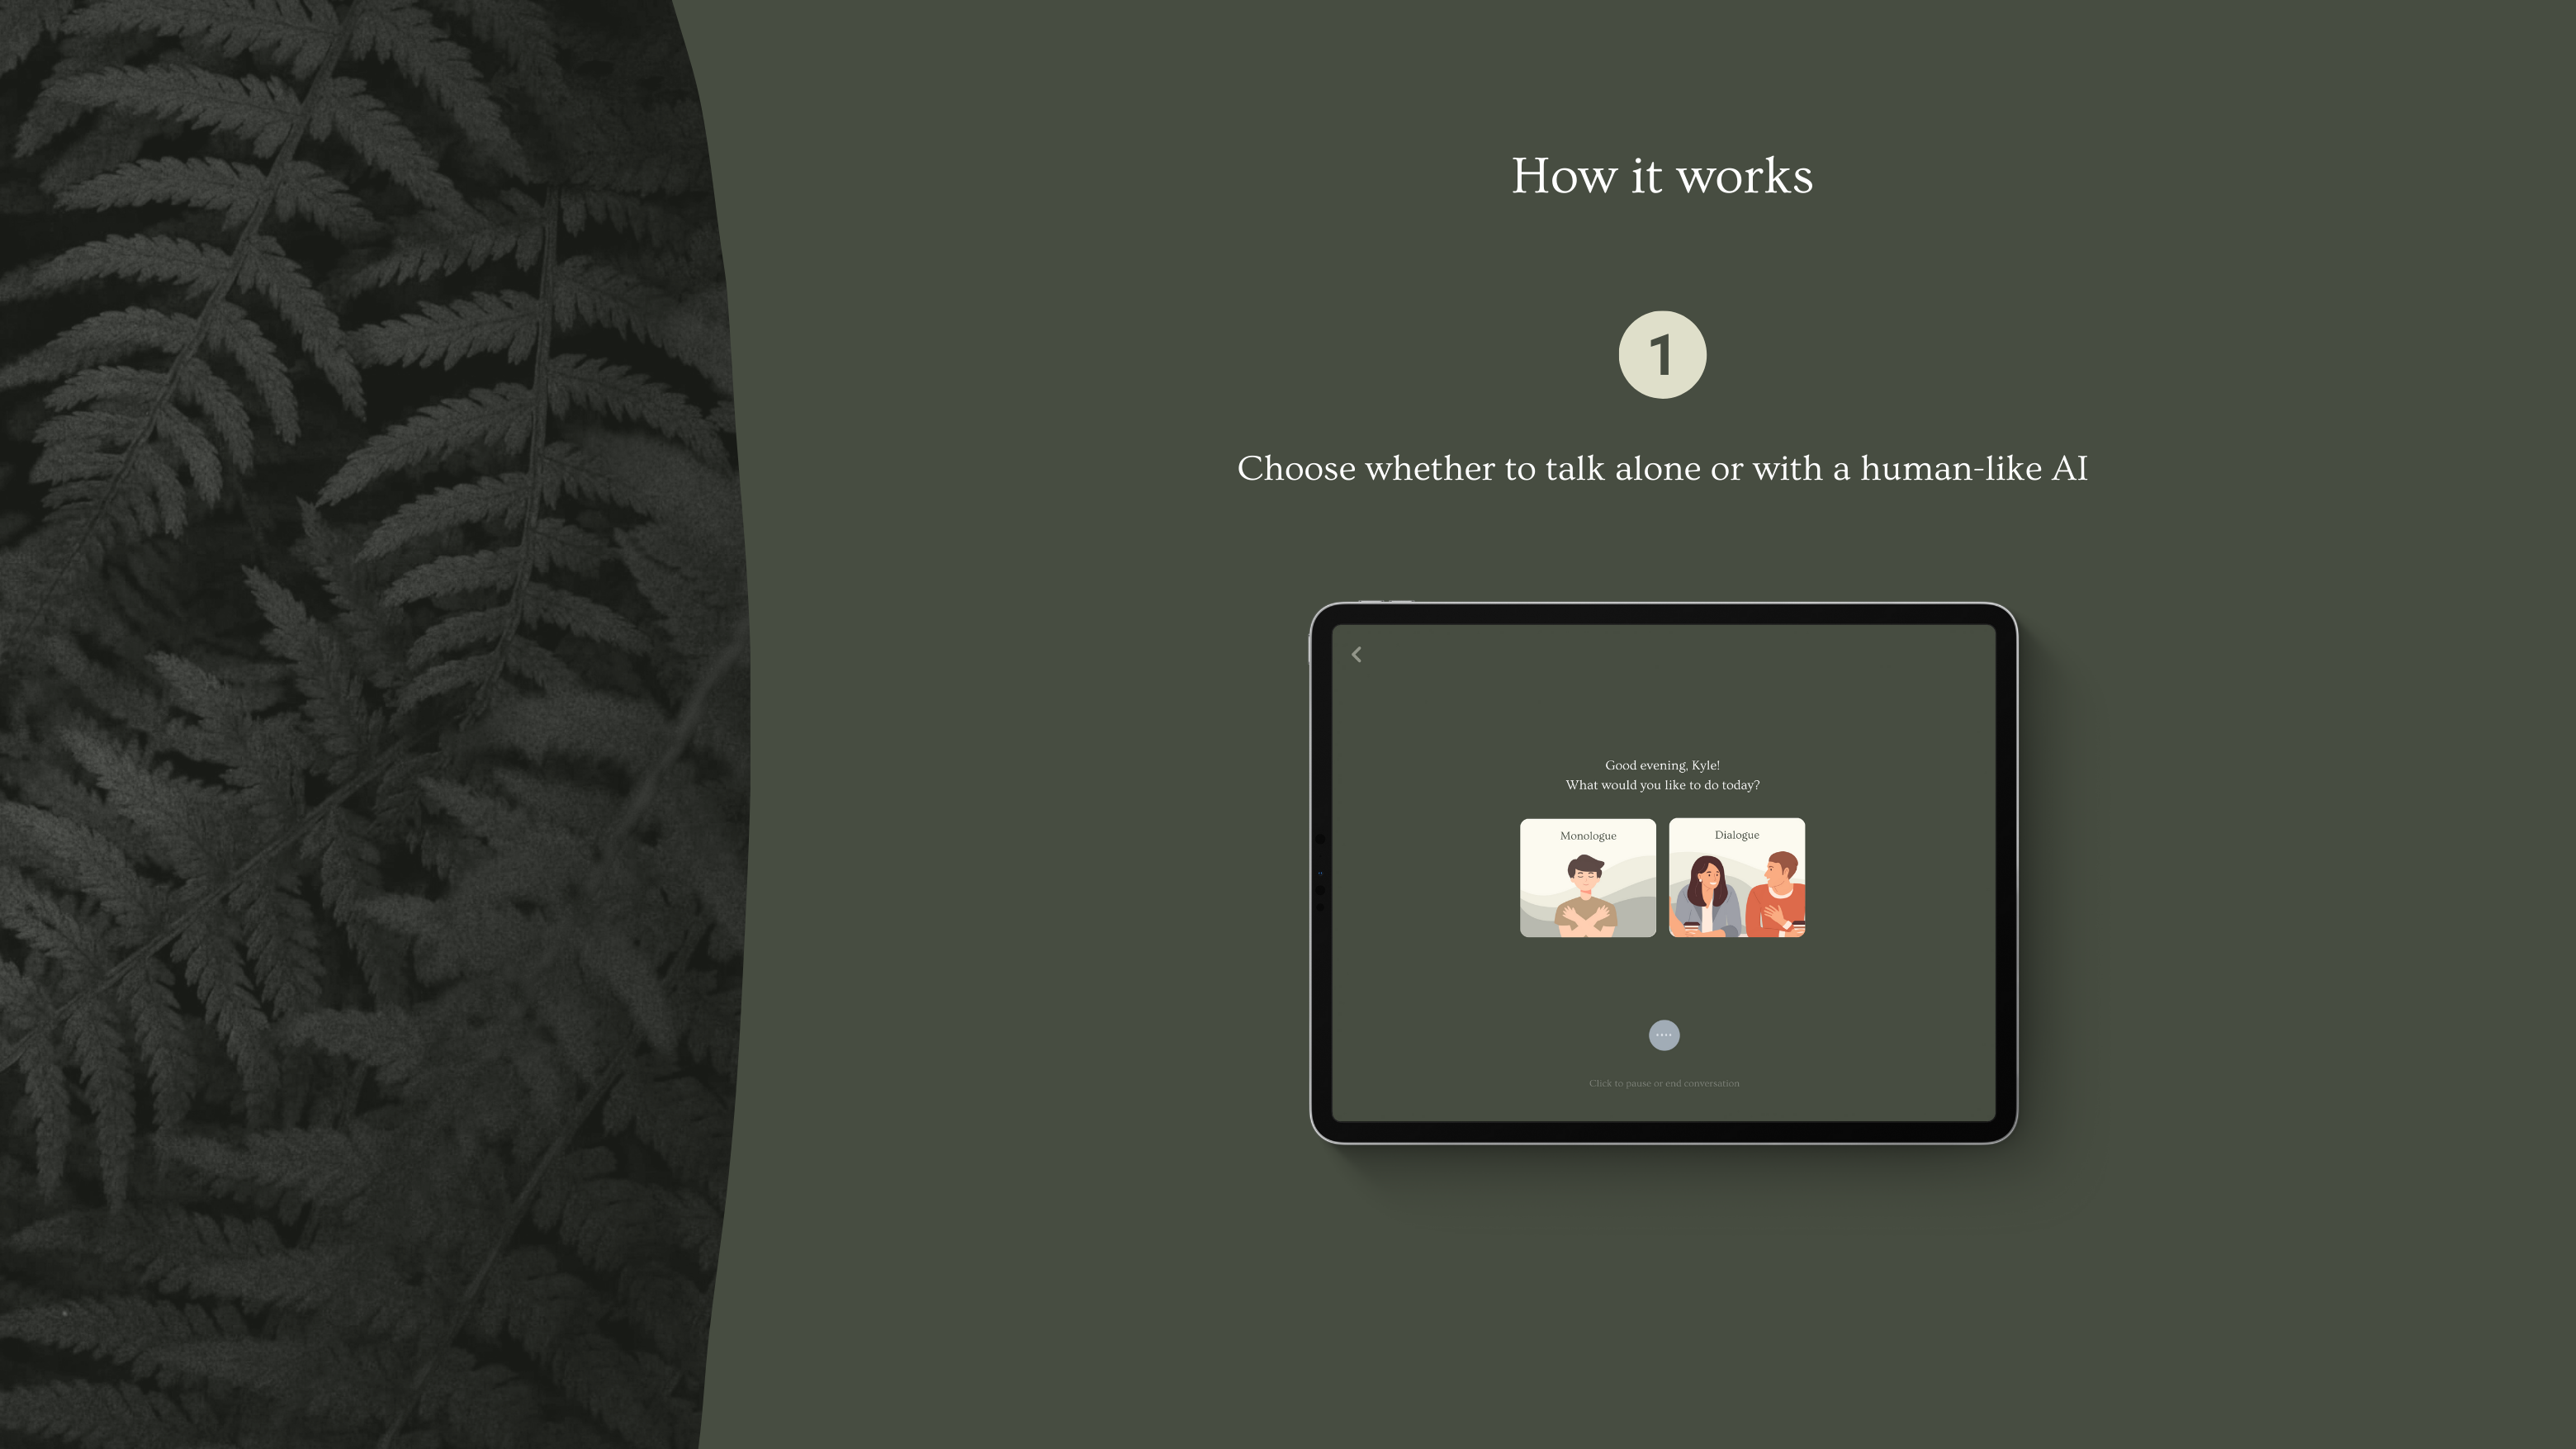 How it works
1
Choose whether to talk alone or with a human-like AI
Good evening, Kyle!
What would you like to do today?
Monologue
Dialogue
Click to pause or end conversation